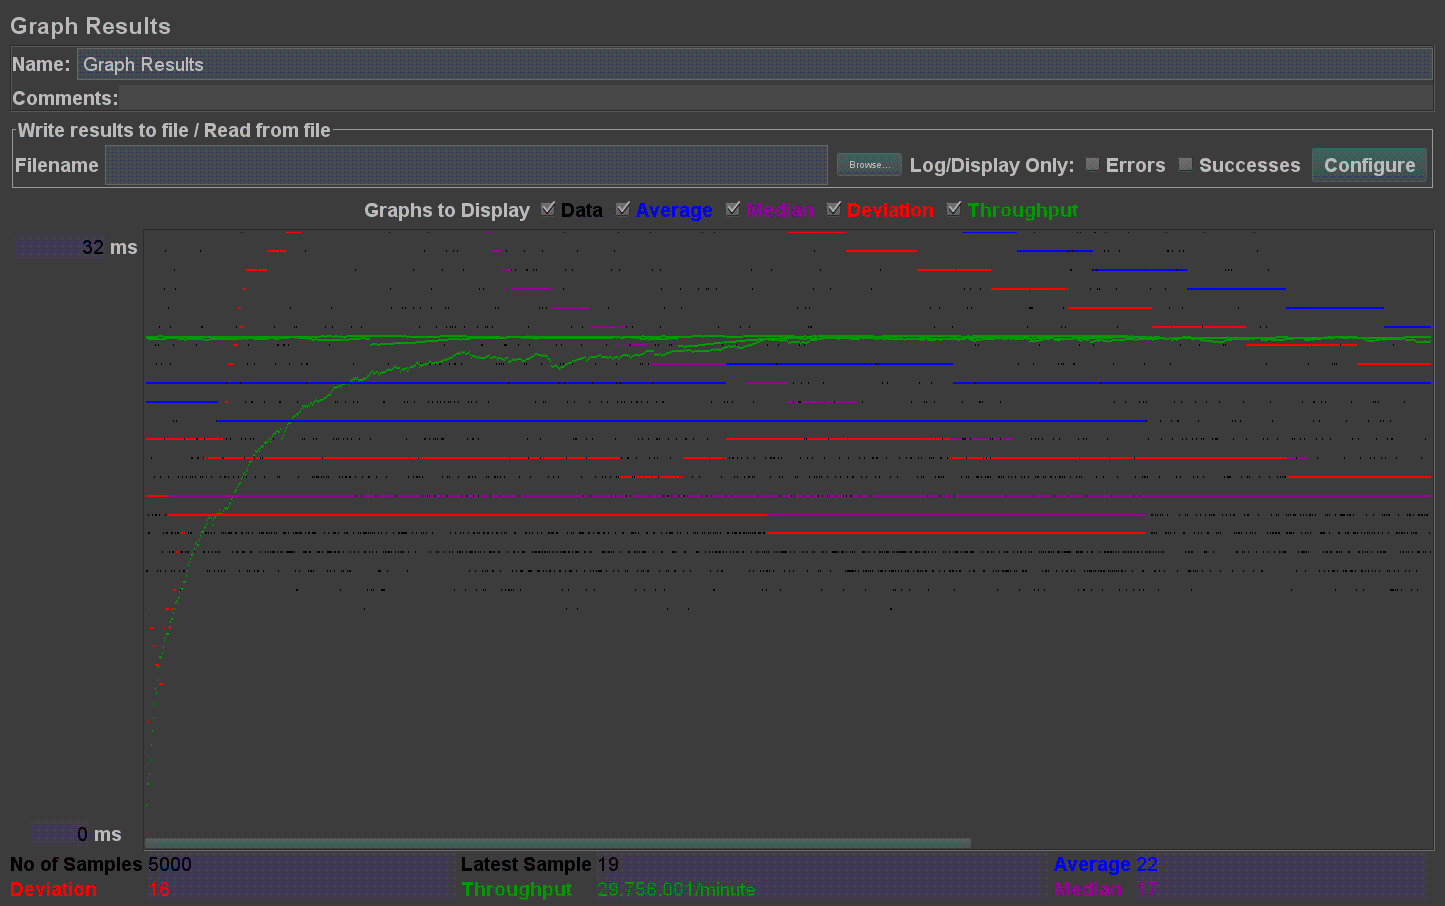 Graph Results
Name: Graph Results
Comments:
Write results to file / Read from file
Filename Browse... Log/Display Only: Errors Successes Configure
Graphs to Display Data Average Median Deviation Throughput
32 ms
0 ms
No of Samples 5000 Latest Sample 19 Average 22
Deviation 16 Throughput 29,756.001/minute Median 17